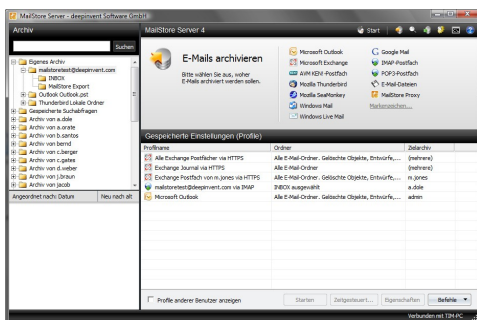 MailStore Server - deepinvent Software GmbH
Archiv
Suchen
Eigenes Archiv
mailstoretest@deepinvent.com
INBOX
MailStore Export
Outlook Outlook.pst
Thunderbird Lokale Ordner
Gespeicherte Suchabfragen
Archiv von a.dole
Archiv von a.orate
Archiv von b.santos
Archiv von bernd
Archiv von c.berger
Archiv von c.gates
Archiv von d.weber
Archiv von j.braun
Archiv von jacob
Angeordnet nach: Datum Neu nach alt
MailStore Server 4
Start
E-Mails archivieren
Bitte wählen Sie aus, woher
E-Mails archiviert werden sollen.
Microsoft Outlook
Microsoft Exchange
AVM KEN!-Postfach
Mozilla Thunderbird
Mozilla SeaMonkey
Windows Mail
Windows Live Mail
Google Mail
IMAP-Postfach
POP3-Postfach
E-Mail-Dateien
MailStore Proxy
Markenzeichen...
Gespeicherte Einstellungen (Profile)
Profilname Ordner Zielarchiv
Alle Exchange Postfächer via HTTPS Alle E-Mail-Ordner. Gelöschte Objekte, Entwürfe,... (mehrere)
Exchange Journal via HTTPS Alle E-Mail-Ordner (mehrere)
Exchange Postfach von m.jones via HTTPS Alle E-Mail-Ordner. Gelöschte Objekte, Entwürfe,... m.jones
mailstoretest@deepinvent.com via IMAP INBOX ausgewählt a.dole
Microsoft Outlook Alle E-Mail-Ordner. Gelöschte Objekte, Entwürfe,... admin
Profile anderer Benutzer anzeigen
Starten Zeitgesteuert... Eigenschaften Befehle
Verbunden mit TIM-PC